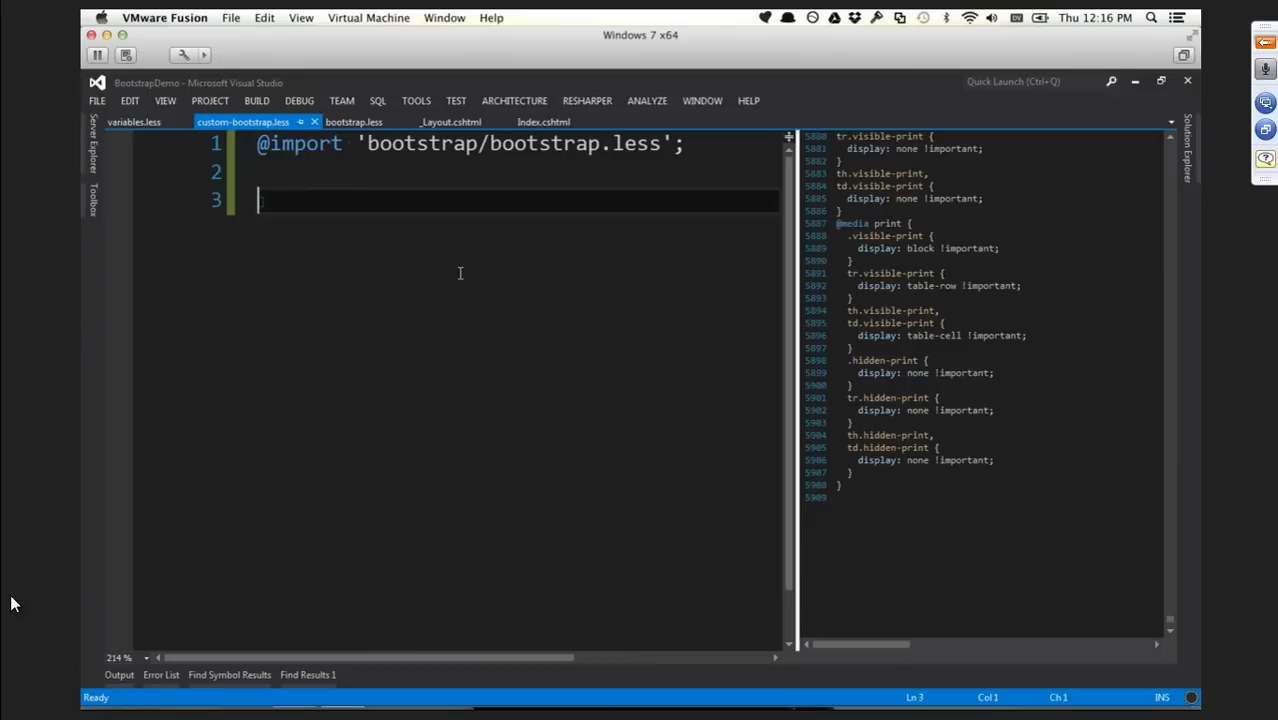 VMware Fusion File Edit View Virtual Machine Window Help Thu 12:16 PM
Windows 7 x64
BootstrapDemo - Microsoft Visual Studio Quick Launch (Ctrl+Q)
FILE EDIT VIEW PROJECT BUILD DEBUG TEAM SQL TOOLS TEST ARCHITECTURE RESHARPER ANALYZE WINDOW HELP
variables.less custom-bootstrap.less bootstrap.less _Layout.cshtml Index.cshtml
Server Explorer
Toolbox
1 @import 'bootstrap/bootstrap.less';
2
3
5880 tr.visible-print {
5881 display: none !important;
5882 }
5883 th.visible-print,
5884 td.visible-print {
5885 display: none !important;
5886 }
5887 @media print {
5888 .visible-print {
5889 display: block !important;
5890 }
5891 tr.visible-print {
5892 display: table-row !important;
5893 }
5894 th.visible-print,
5895 td.visible-print {
5896 display: table-cell !important;
5897 }
5898 .hidden-print {
5899 display: none !important;
5900 }
5901 tr.hidden-print {
5902 display: none !important;
5903 }
5904 th.hidden-print,
5905 td.hidden-print {
5906 display: none !important;
5907 }
5908 }
5909
Solution Explorer
214 %
Output Error List Find Symbol Results Find Results 1
Ready Ln 3 Col 1 Ch 1 INS